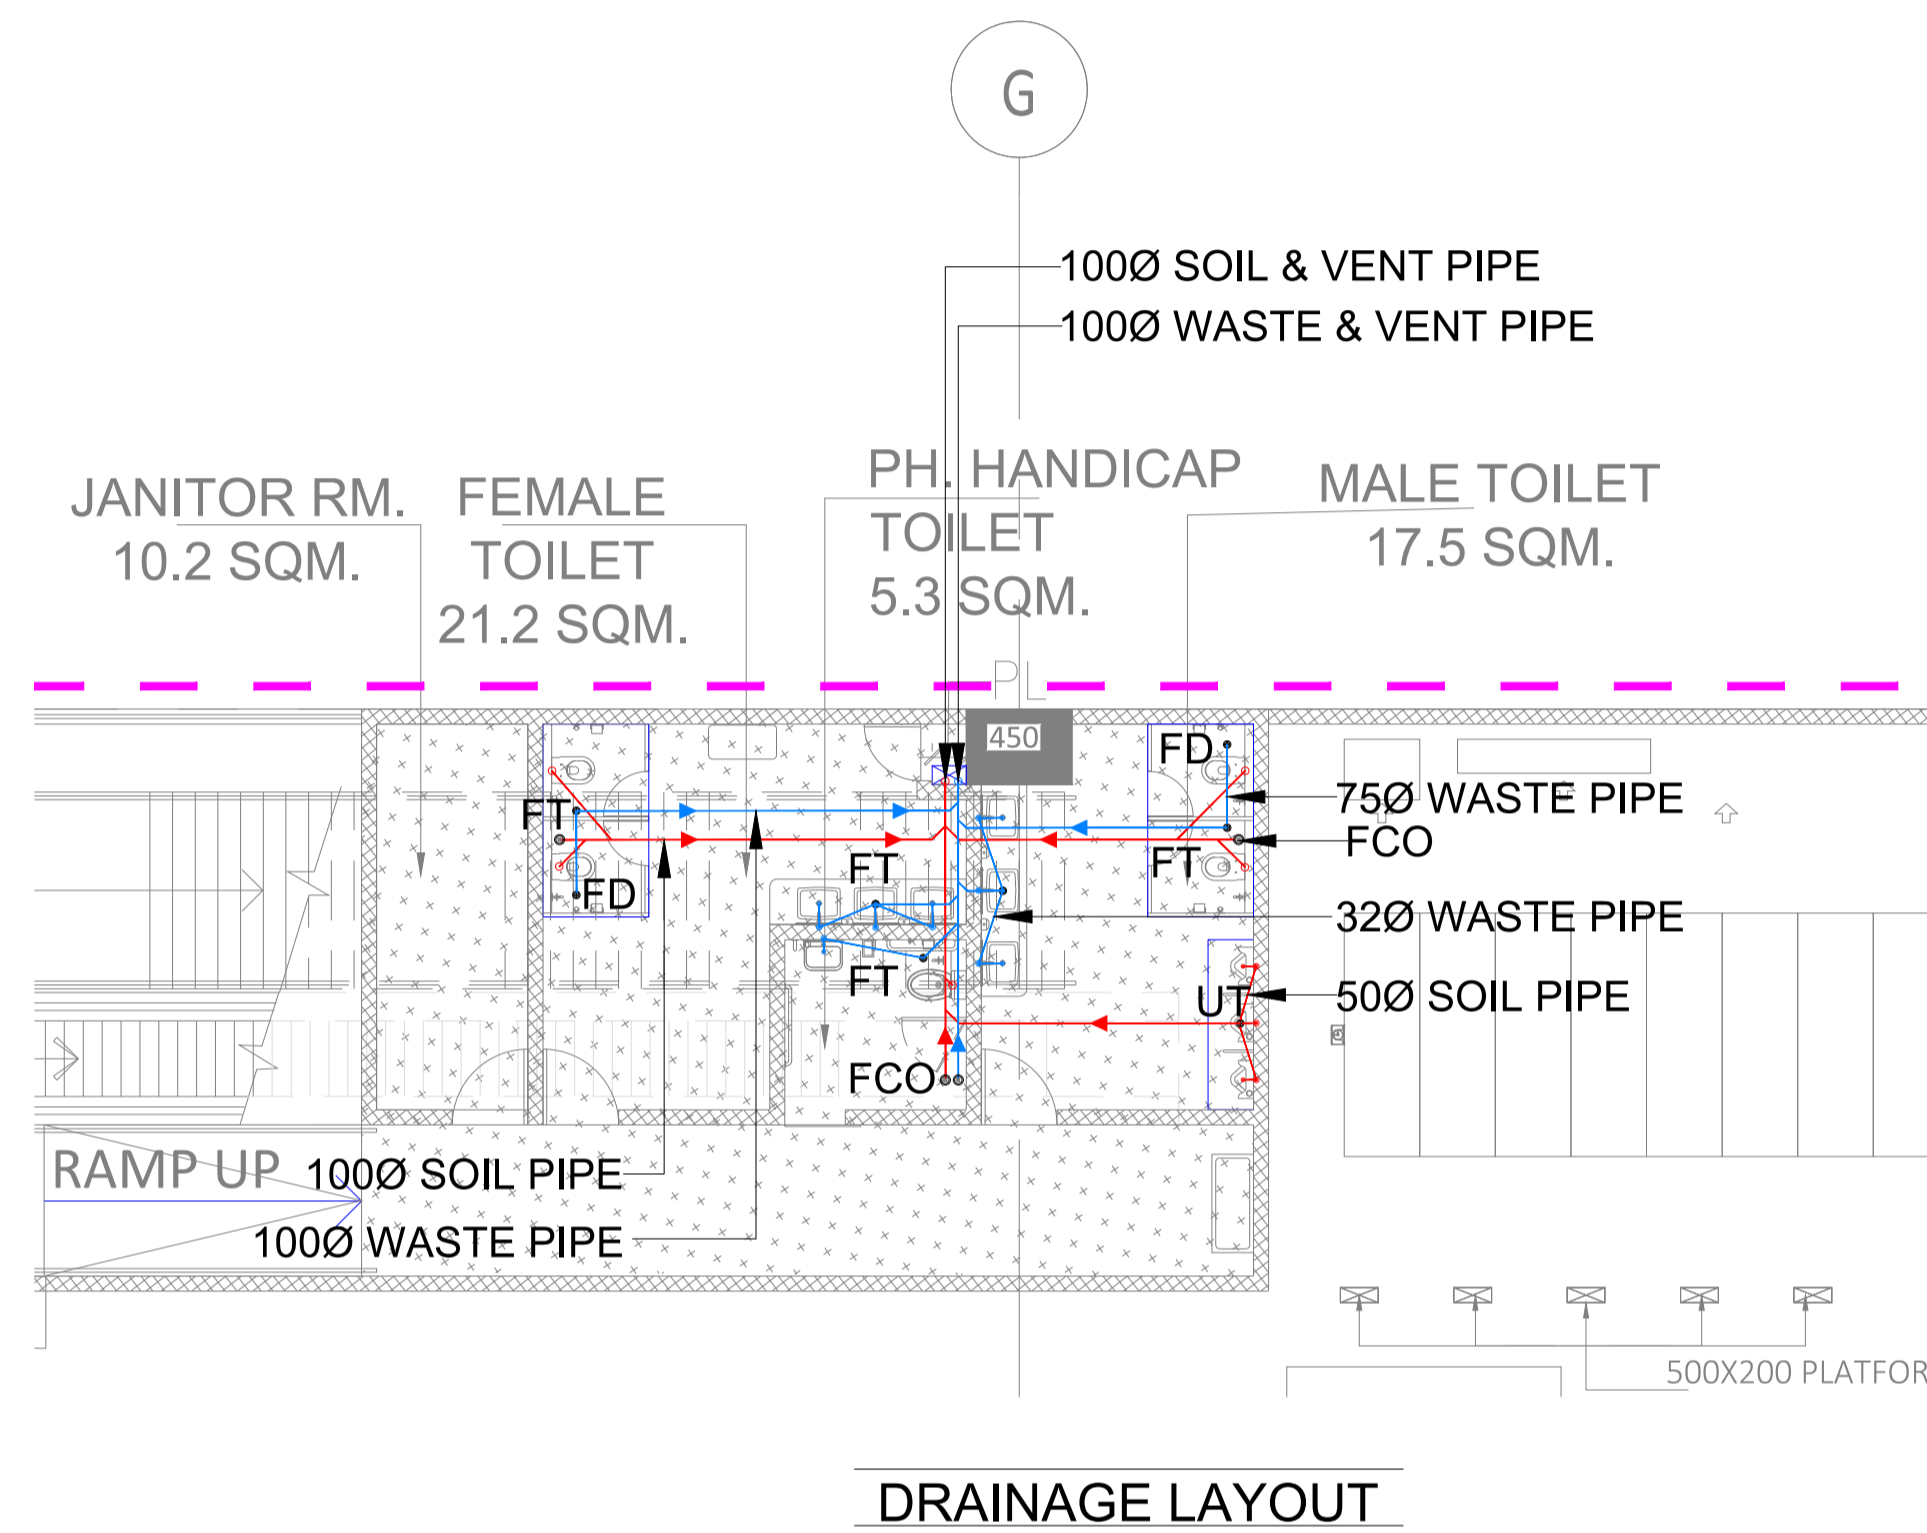 G
100Ø SOIL & VENT PIPE
100Ø WASTE & VENT PIPE
JANITOR RM.
10.2 SQM.
FEMALE
TOILET
21.2 SQM.
PH. HANDICAP
TOILET
5.3 SQM.
MALE TOILET
17.5 SQM.
PL
450
FD
FT
75Ø WASTE PIPE
FCO
FT
FT
FD
32Ø WASTE PIPE
FT
UT
50Ø SOIL PIPE
FCO
RAMP UP
100Ø SOIL PIPE
100Ø WASTE PIPE
500X200 PLATFOR
DRAINAGE LAYOUT